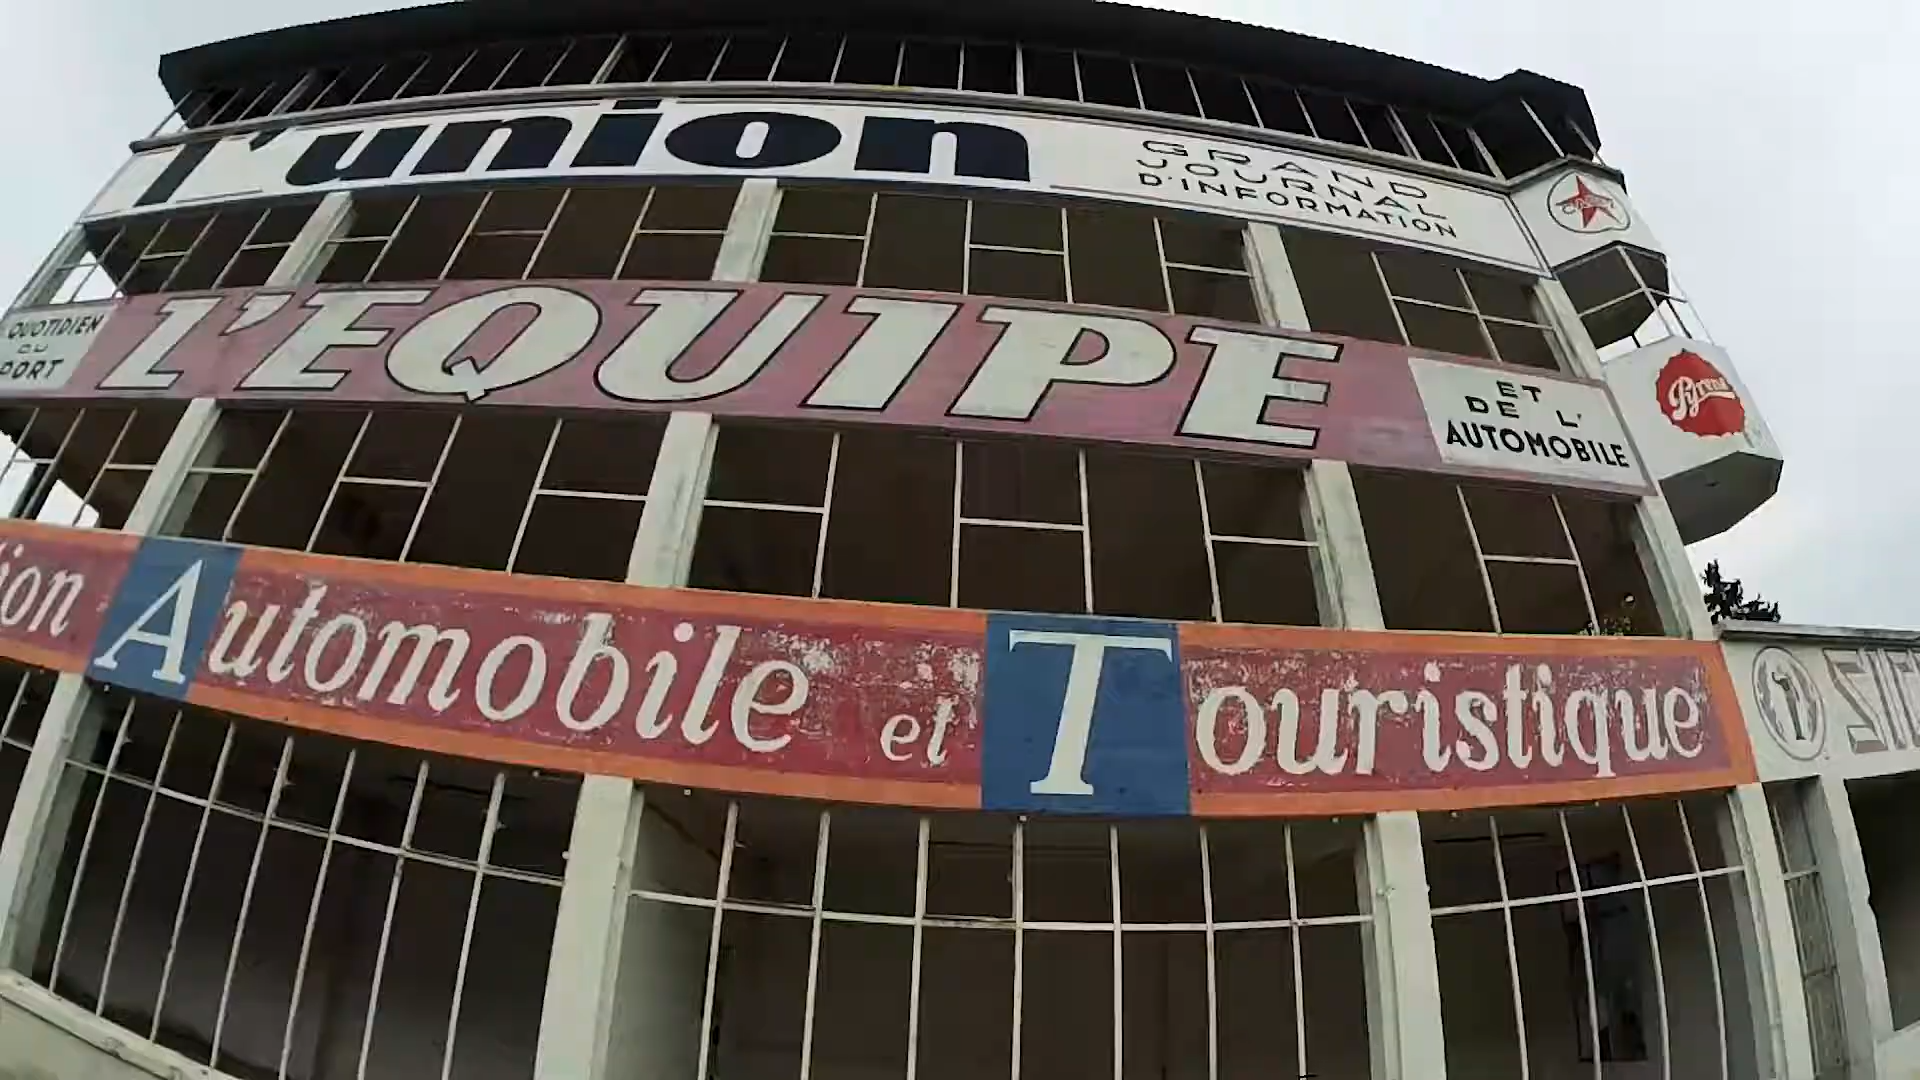 l'union
GRAND
JOURNAL
D'INFORMATION
QUOTIDIEN
DU
PORT
L'EQUIPE
ET
DE L'
AUTOMOBILE
ion Automobile et Touristique